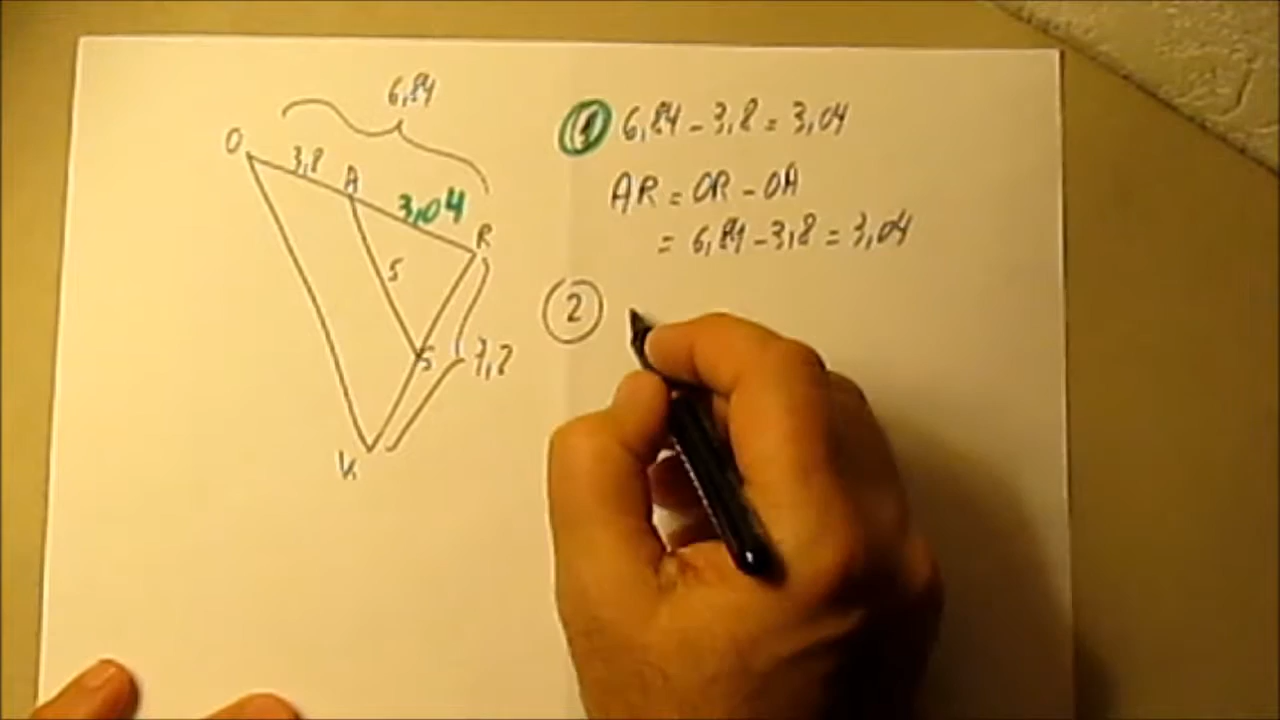 6,84
O
3,8
A
3,04
R
5
S
7,2
K
1 6,84 - 3,8 = 3,04
AR = OR - OA
= 6,84 - 3,8 = 3,04
2